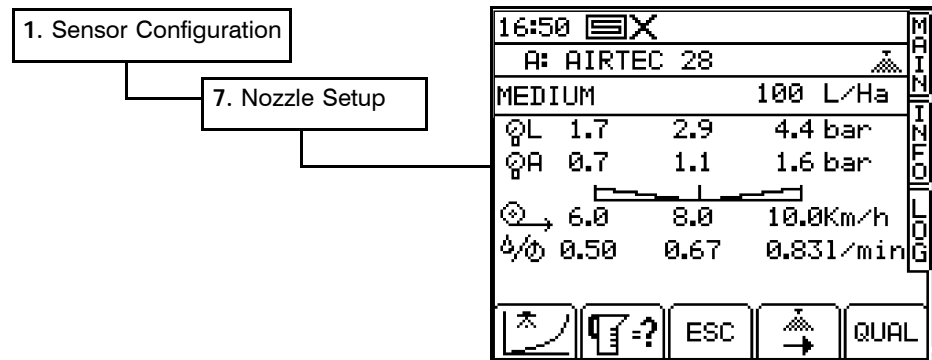 1. Sensor Configuration
7. Nozzle Setup
16:50
A: AIRTEC 28
MEDIUM 100 L/Ha
L 1.7 2.9 4.4 bar
A 0.7 1.1 1.6 bar
6.0 8.0 10.0Km/h
0.50 0.67 0.83l/min
=? ESC QUAL
MAIN
INFO
LOG